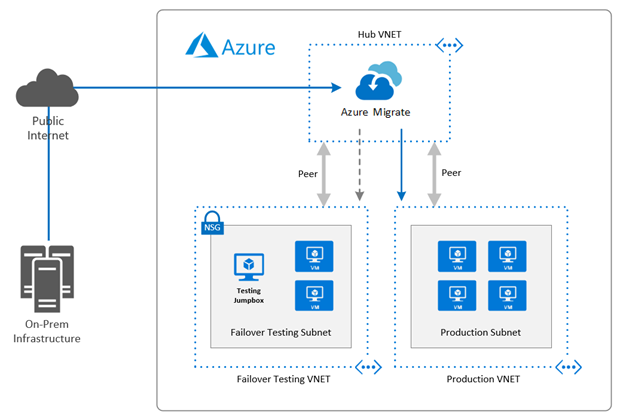 Azure
Hub VNET
Azure Migrate
Public
Internet
Peer
Peer
NSG
VM
VM
VM
Testing
Jumpbox
VM
VM
VM
Failover Testing Subnet
Production Subnet
On-Prem
Infrastructure
Failover Testing VNET
Production VNET